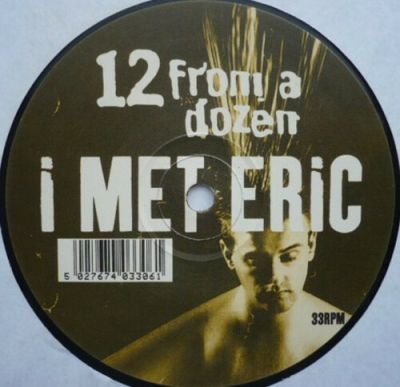 12 from a
dozen
i MET ERiC
5 027674 033061
33RPM